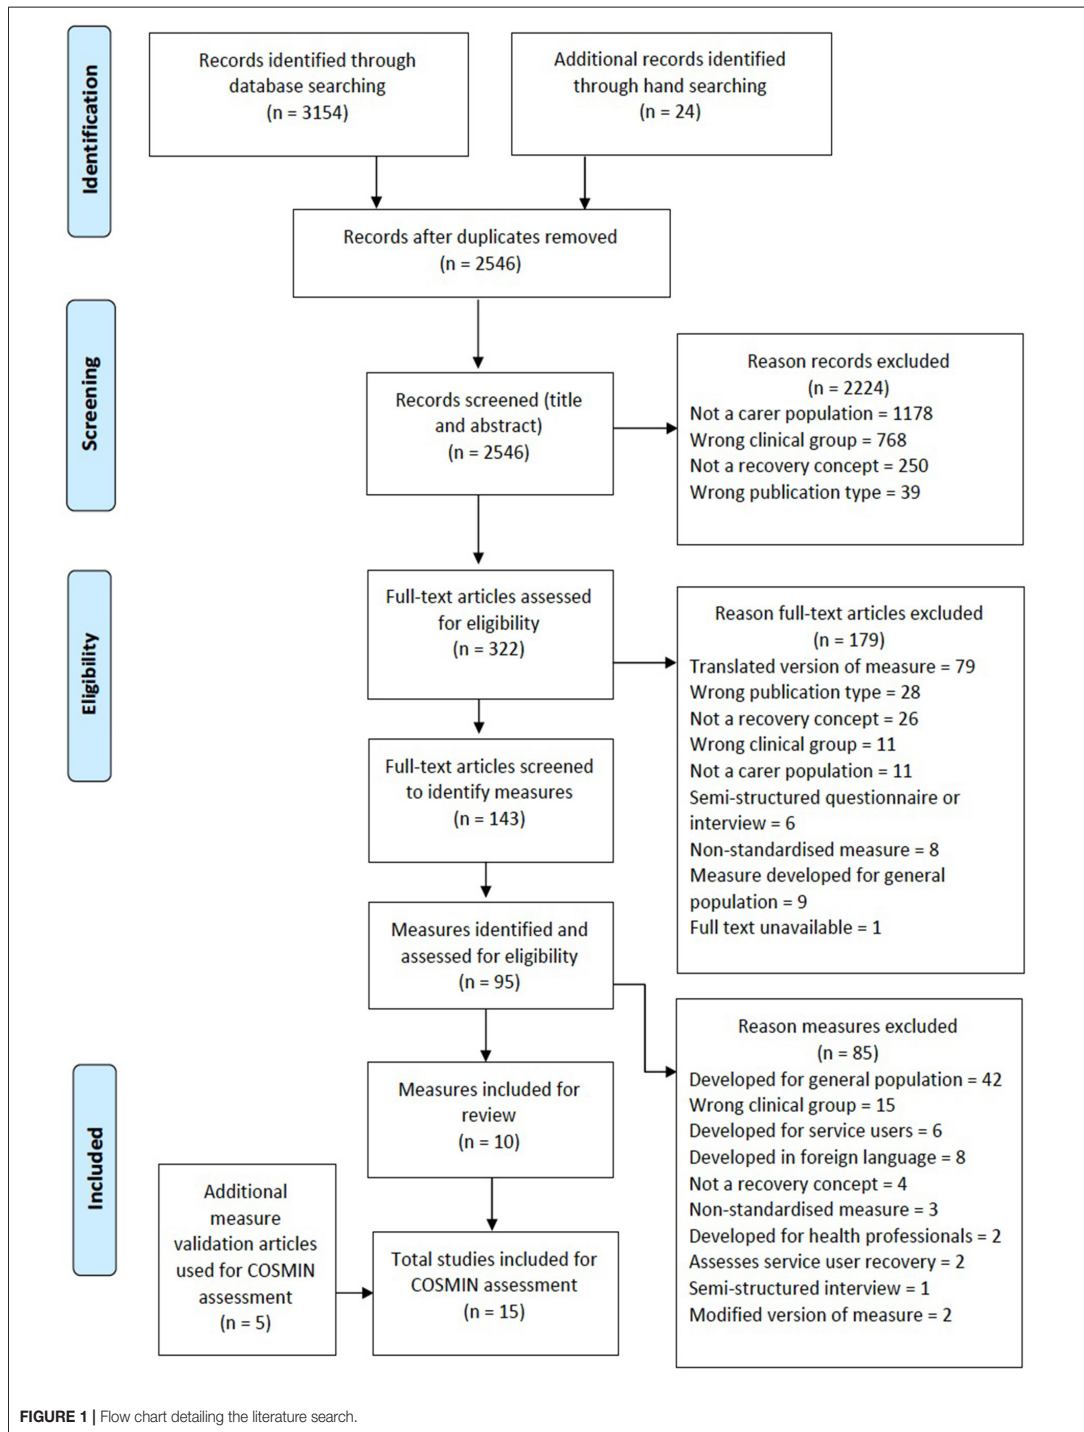 Identification
Records identified through
database searching
(n = 3154)
Additional records identified
through hand searching
(n = 24)
Records after duplicates removed
(n = 2546)
Screening
Records screened (title
and abstract)
(n = 2546)
Reason records excluded
(n = 2224)
Not a carer population = 1178
Wrong clinical group = 768
Not a recovery concept = 250
Wrong publication type = 39
Eligibility
Full-text articles assessed
for eligibility
(n = 322)
Reason full-text articles excluded
(n = 179)
Translated version of measure = 79
Wrong publication type = 28
Not a recovery concept = 26
Wrong clinical group = 11
Not a carer population = 11
Semi-structured questionnaire or
interview = 6
Non-standardised measure = 8
Measure developed for general
population = 9
Full text unavailable = 1
Full-text articles screened
to identify measures
(n = 143)
Measures identified and
assessed for eligibility
(n = 95)
Reason measures excluded
(n = 85)
Developed for general population = 42
Wrong clinical group = 15
Developed for service users = 6
Developed in foreign language = 8
Not a recovery concept = 4
Non-standardised measure = 3
Developed for health professionals = 2
Assesses service user recovery = 2
Semi-structured interview = 1
Modified version of measure = 2
Included
Measures included for
review
(n = 10)
Additional
measure
validation articles
used for COSMIN
assessment
(n = 5)
Total studies included for
COSMIN assessment
(n = 15)
FIGURE 1 | Flow chart detailing the literature search.